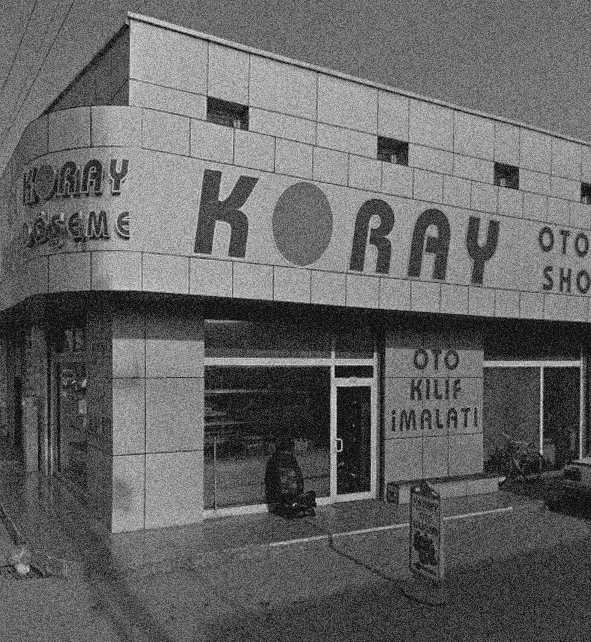 KORAY
DÖŞEME
KORAY
OTO
SHO
OTO
KILIF
İMALATI